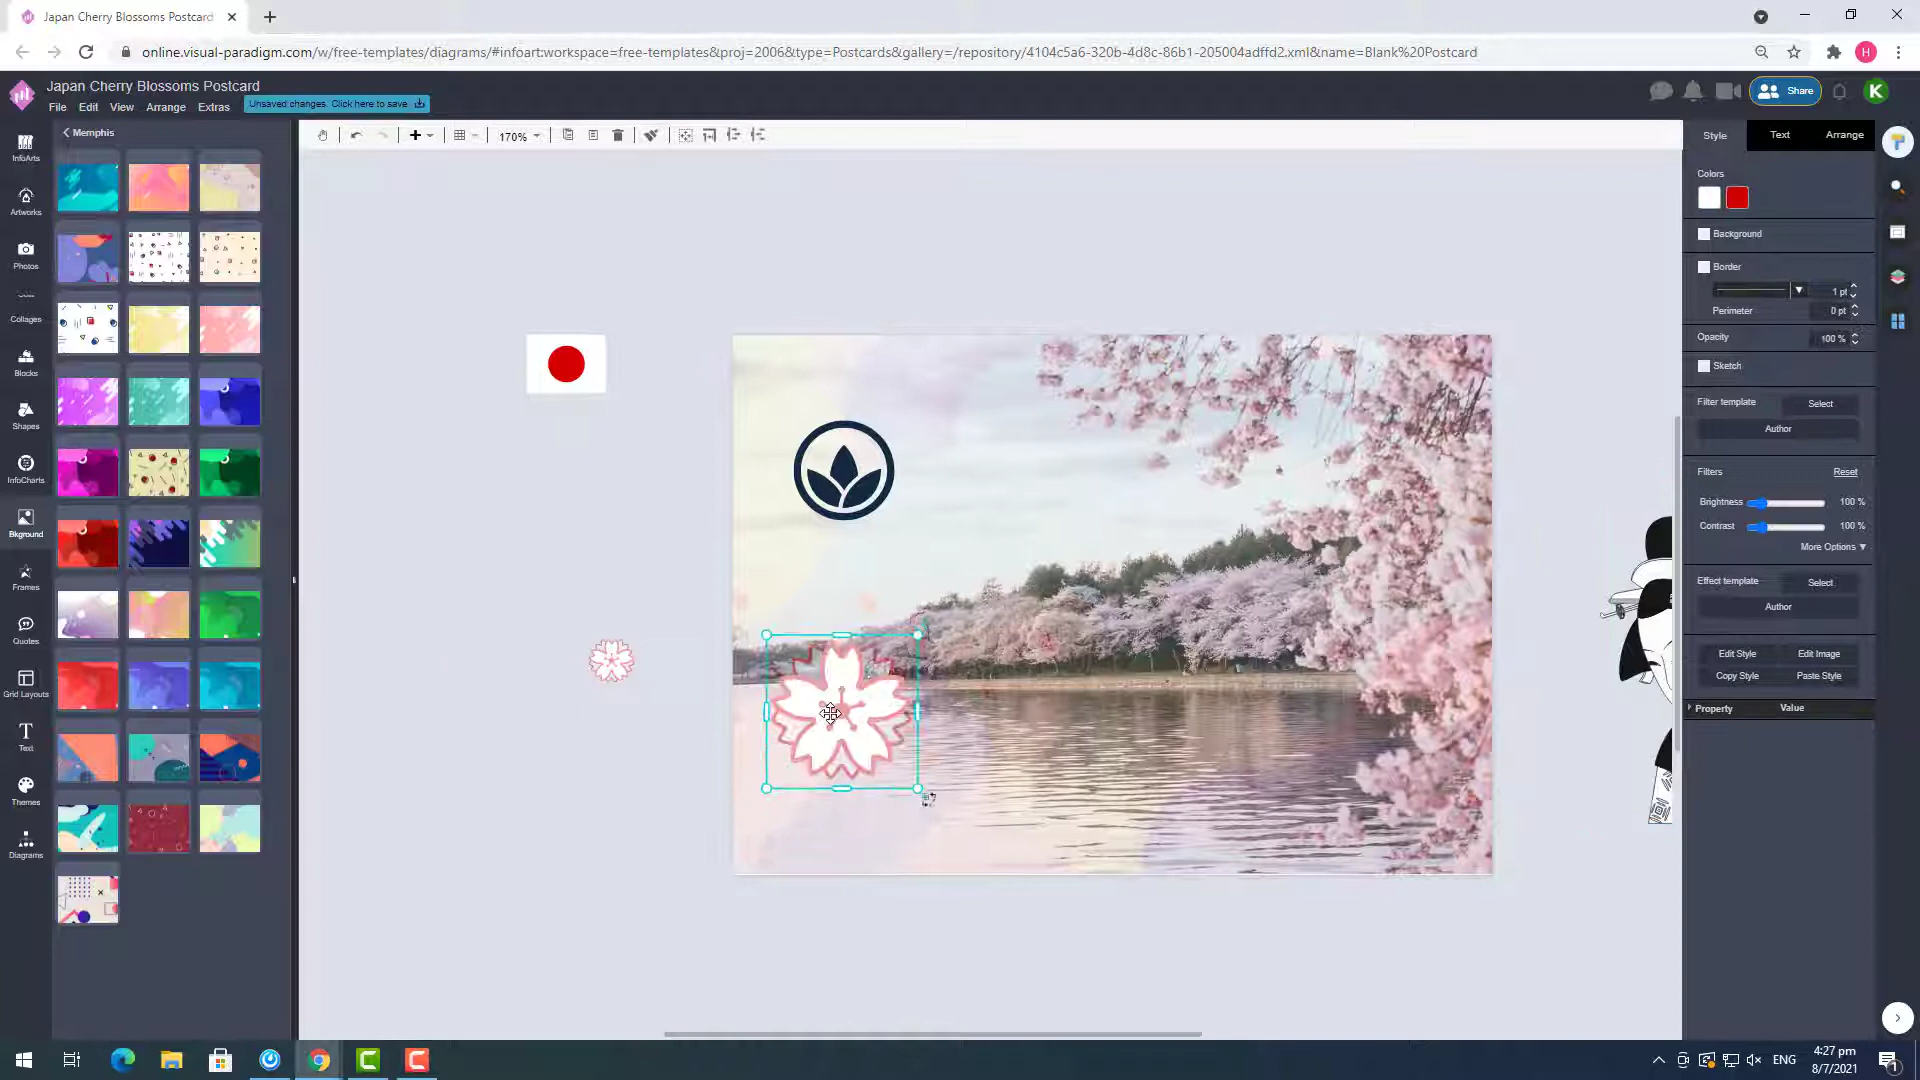 Japan Cherry Blossoms Postcard
online.visual-paradigm.com/w/free-templates/diagrams/#infoart:workspace=free-templates&proj=2006&type=Postcards&gallery=/repository/4104c5a6-320b-4d8c-86b1-205004adffd2.xml&name=Blank%20Postcard
H
Japan Cherry Blossoms Postcard
File Edit View Arrange Extras Unsaved changes. Click here to save
Share
K
Memphis
170%
Style Text Arrange
InfoArts
Artworks
Photos
Collages
Blocks
Shapes
InfoCharts
Bkground
Frames
Quotes
Grid Layouts
Text
Themes
Diagrams
Colors
Background
Border
1 pt
Perimeter 0 pt
Opacity 100 %
Sketch
Filter template Select
Author
Filters Reset
Brightness 100 %
Contrast 100 %
More Options
Effect template Select
Author
Edit Style Edit Image
Copy Style Paste Style
Property Value
ENG
4:27 pm
8/7/2021
1